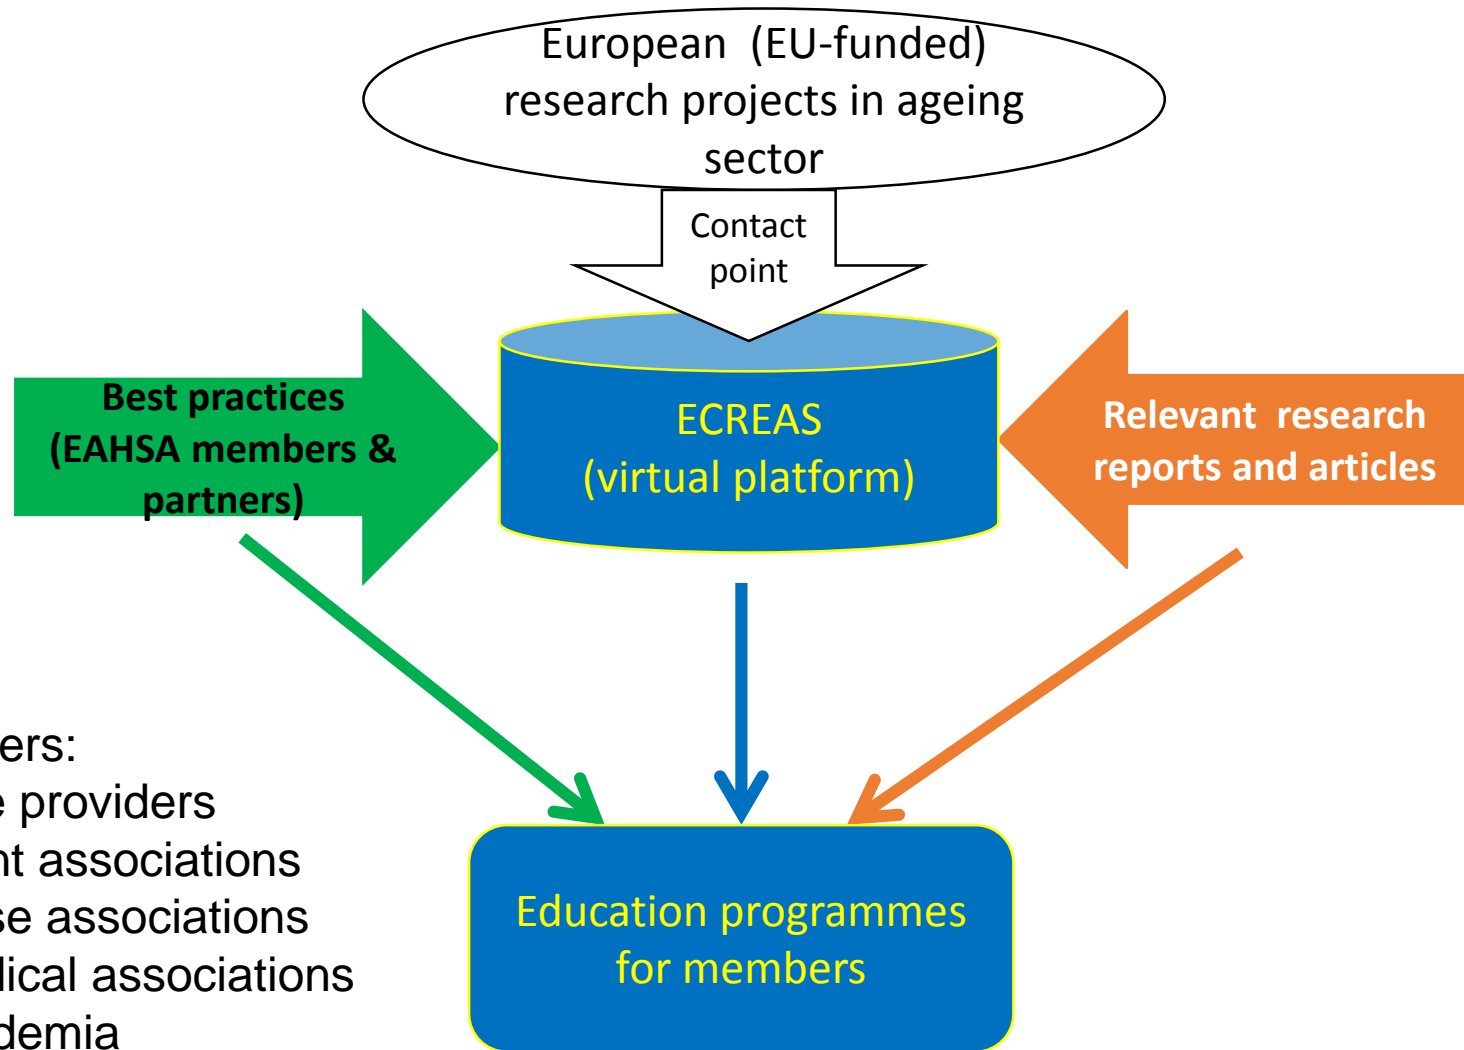 European (EU-funded)
research projects in ageing
sector
Contact
point
Best practices
(EAHSA members &
partners)
ECREAS
(virtual platform)
Relevant research
reports and articles
ers:
e providers
nt associations
se associations
dical associations
demia
Education programmes
for members